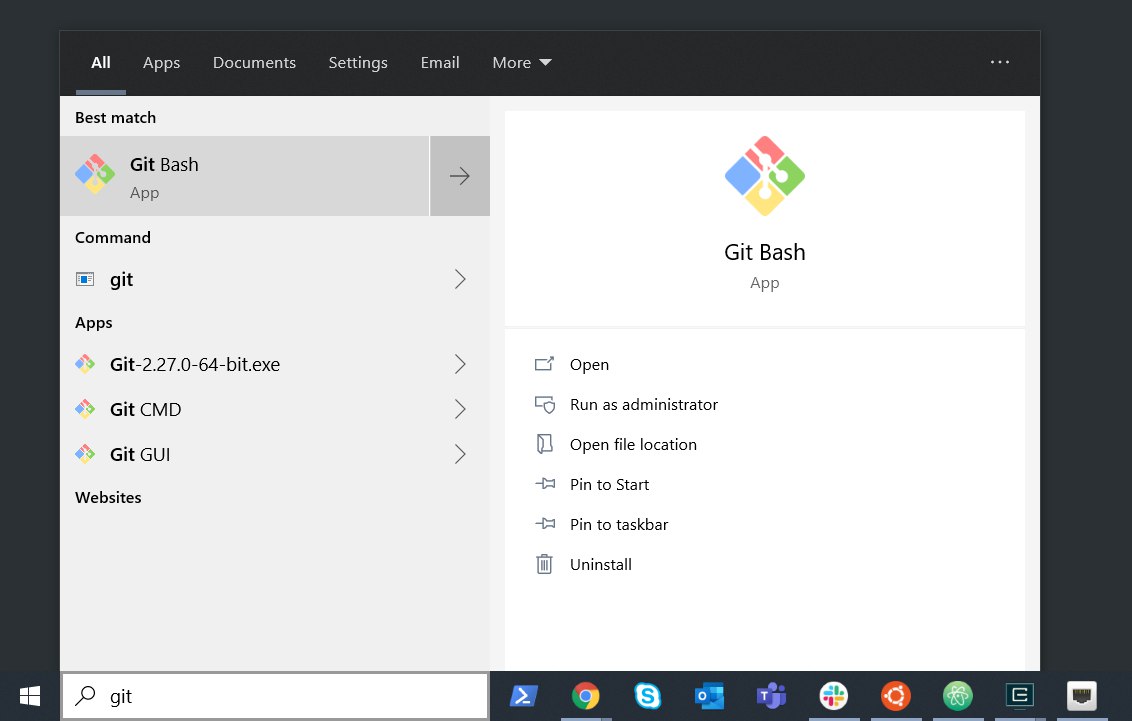 All Apps Documents Settings Email More ...
Best match
Git Bash
App
Command
git
Apps
Git-2.27.0-64-bit.exe
Git CMD
Git GUI
Websites
Git Bash
App
Open
Run as administrator
Open file location
Pin to Start
Pin to taskbar
Uninstall
git